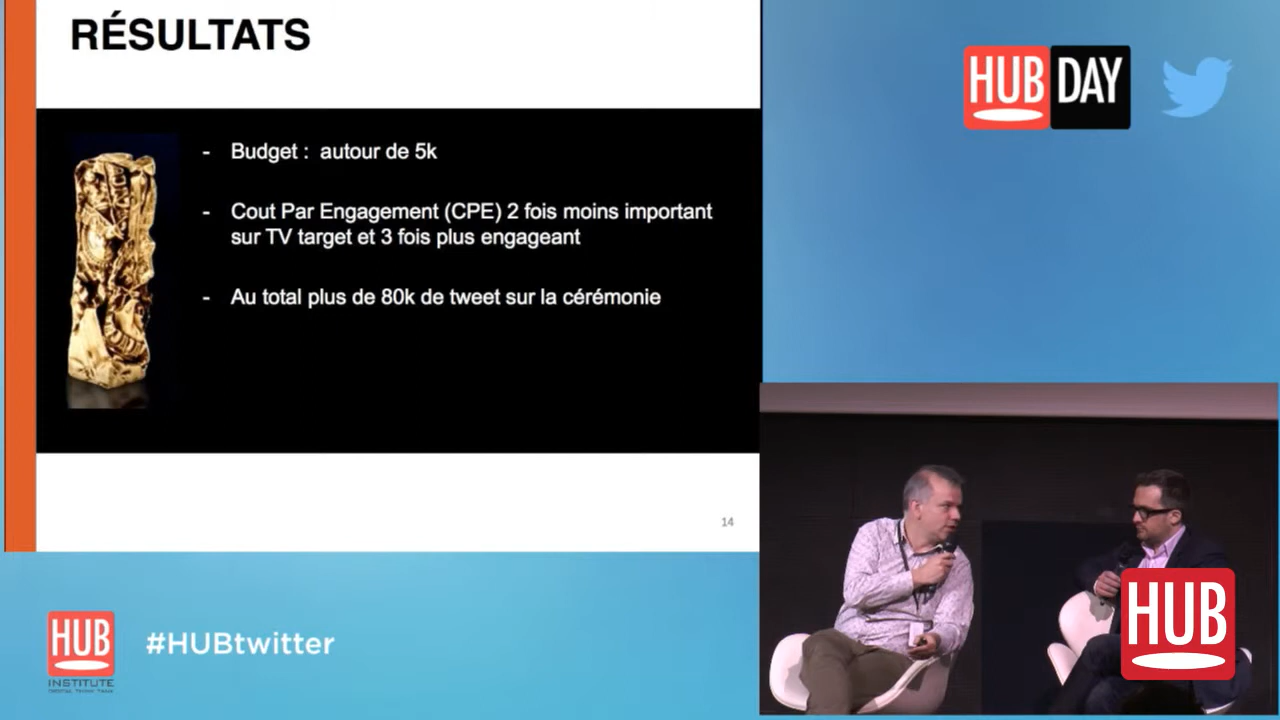 RÉSULTATS
- Budget : autour de 5k
- Cout Par Engagement (CPE) 2 fois moins important
sur TV target et 3 fois plus engageant
- Au total plus de 80k de tweet sur la cérémonie
14
HUB DAY
HUB
INSTITUTE
#HUBtwitter
HUB